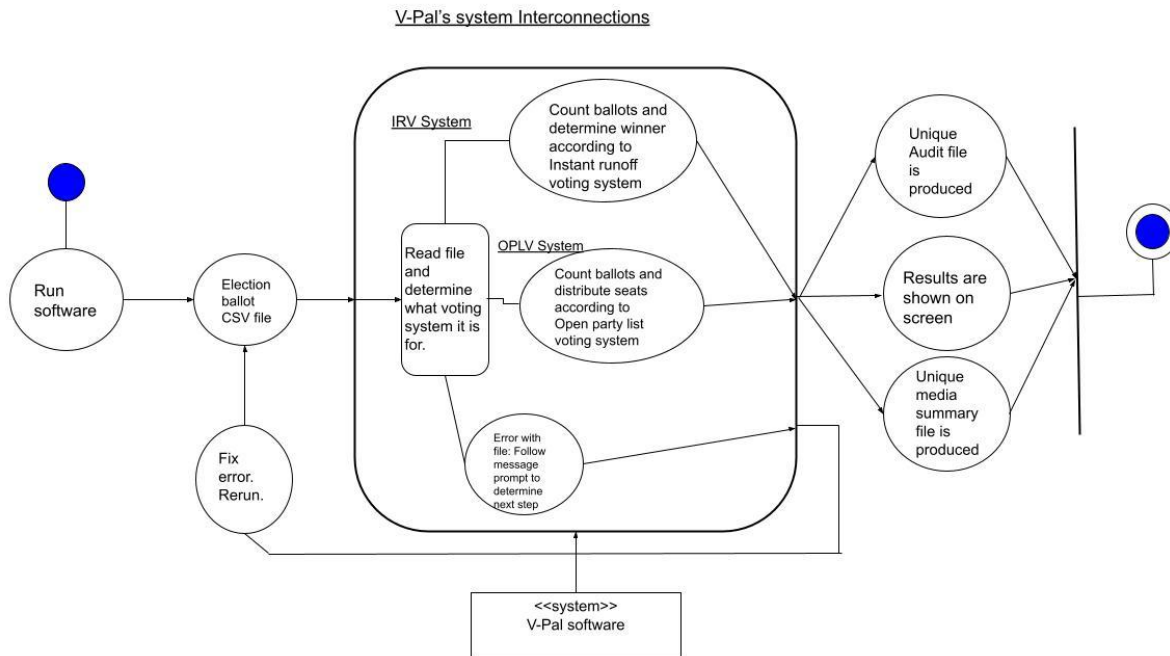 V-Pal's system Interconnections
Run
software
Election
ballot
CSV file
Fix
error.
Rerun.
Read file
and
determine
what voting
system it is
for.
IRV System
Count ballots and
determine winner
according to
Instant runoff
voting system
OPLV System
Count ballots and
distribute seats
according to
Open party list
voting system
Error with
file: Follow
message
prompt to
determine
next step
Unique
Audit file
is
produced
Results are
shown on
screen
Unique
media
summary
file is
produced
<<system>>
V-Pal software